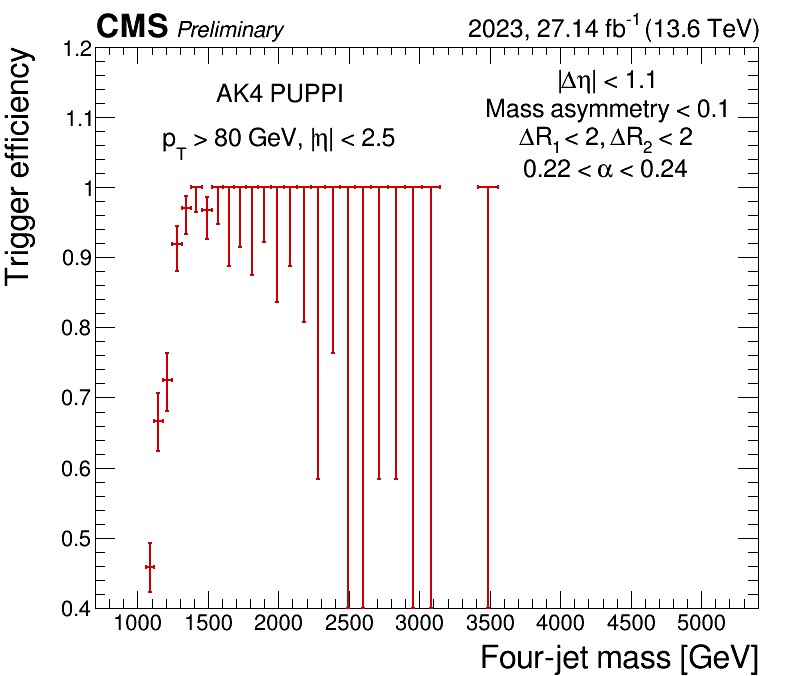 CMS Preliminary 2023, 27.14 fb⁻¹ (13.6 TeV)
Trigger efficiency
1.2
1.1
1
0.9
0.8
0.7
0.6
0.5
0.4
AK4 PUPPI
p_T > 80 GeV, |η| < 2.5
|Δη| < 1.1
Mass asymmetry < 0.1
ΔR₁ < 2, ΔR₂ < 2
0.22 < α < 0.24
1000 1500 2000 2500 3000 3500 4000 4500 5000
Four-jet mass [GeV]